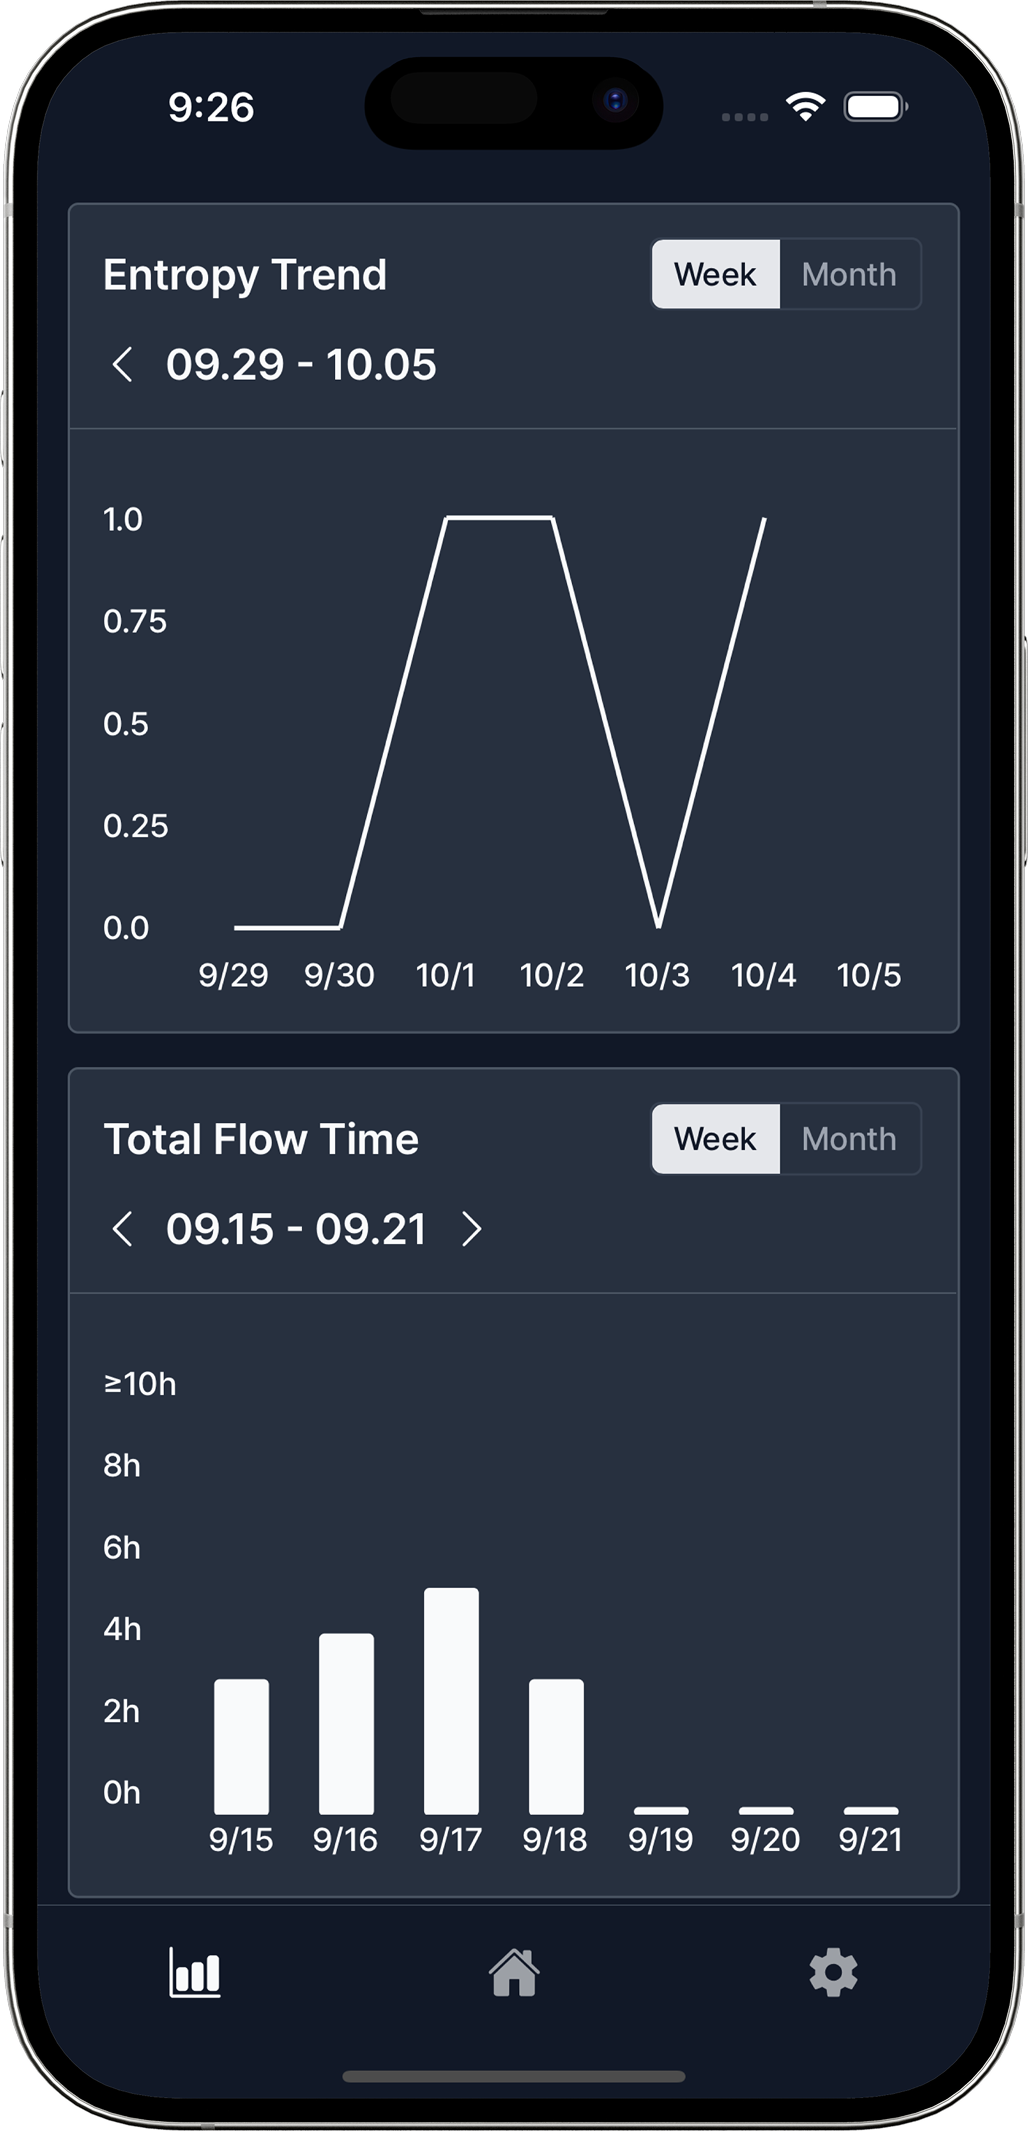 9:26
Entropy Trend
Week Month
09.29 - 10.05
1.0
0.75
0.5
0.25
0.0
9/29 9/30 10/1 10/2 10/3 10/4 10/5
Total Flow Time
Week Month
09.15 - 09.21
≥10h
8h
6h
4h
2h
0h
9/15 9/16 9/17 9/18 9/19 9/20 9/21